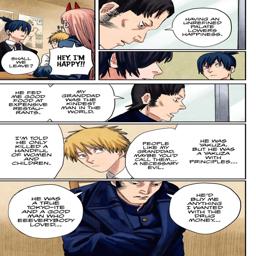 HAVING AN
UNREFINED
PALATE
LOWERS
HAPPINESS.
HEY, I'M
HAPPY!!
SHALL
WE
LEAVE?
MY
GRANDDAD
WAS THE
KINDEST
MAN IN
THE WORLD.
HE FED
ME GOOD
FOOD AT
EXPENSIVE
RESTAU-
RANTS.
HE WAS
YAKUZA.
BUT HE WAS
A YAKUZA
WITH
PRINCIPLES...
PEOPLE
LIKE MY
GRANDDAD,
MAYBE YOU'D
CALL THEM...
A NECESSARY
EVIL.
I'M TOLD
HE ONLY
KILLED A
HANDFUL
OF WOMEN
AND
CHILDREN.
HE'D
BUY ME
ANYTHING
I WANTED
WITH THE
DRUG
MONEY...
HE WAS
A TRUE
TOKYO-ITE
AND A GOOD
MAN WHO
EEEVERYBODY
LOVED...